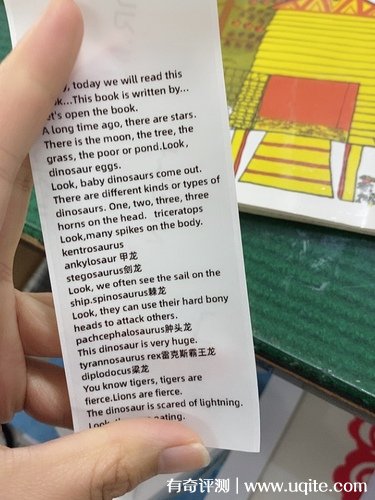 , today we will read this
k...This book is written by...
et's open the book.
A long time ago, there are stars.
There is the moon, the tree, the
grass, the poor or pond.Look,
dinosaur eggs.
Look, baby dinosaurs come out.
There are different kinds or types of
dinosaurs. One, two, three, three
horns on the head. triceratops
Look,many spikes on the body.
kentrosaurus
ankylosaur 甲龙
stegosaurus剑龙
Look, we often see the sail on the
ship.spinosaurus棘龙
Look, they can use their hard bony
heads to attack others.
pachcephalosaurus肿头龙
This dinosaur is very huge.
tyrannosaurus rex雷克斯霸王龙
diplodocus梁龙
You know tigers, tigers are
fierce.Lions are fierce.
The dinosaur is scared of lightning.
Look, eating.
有奇评测 | www.uqite.com